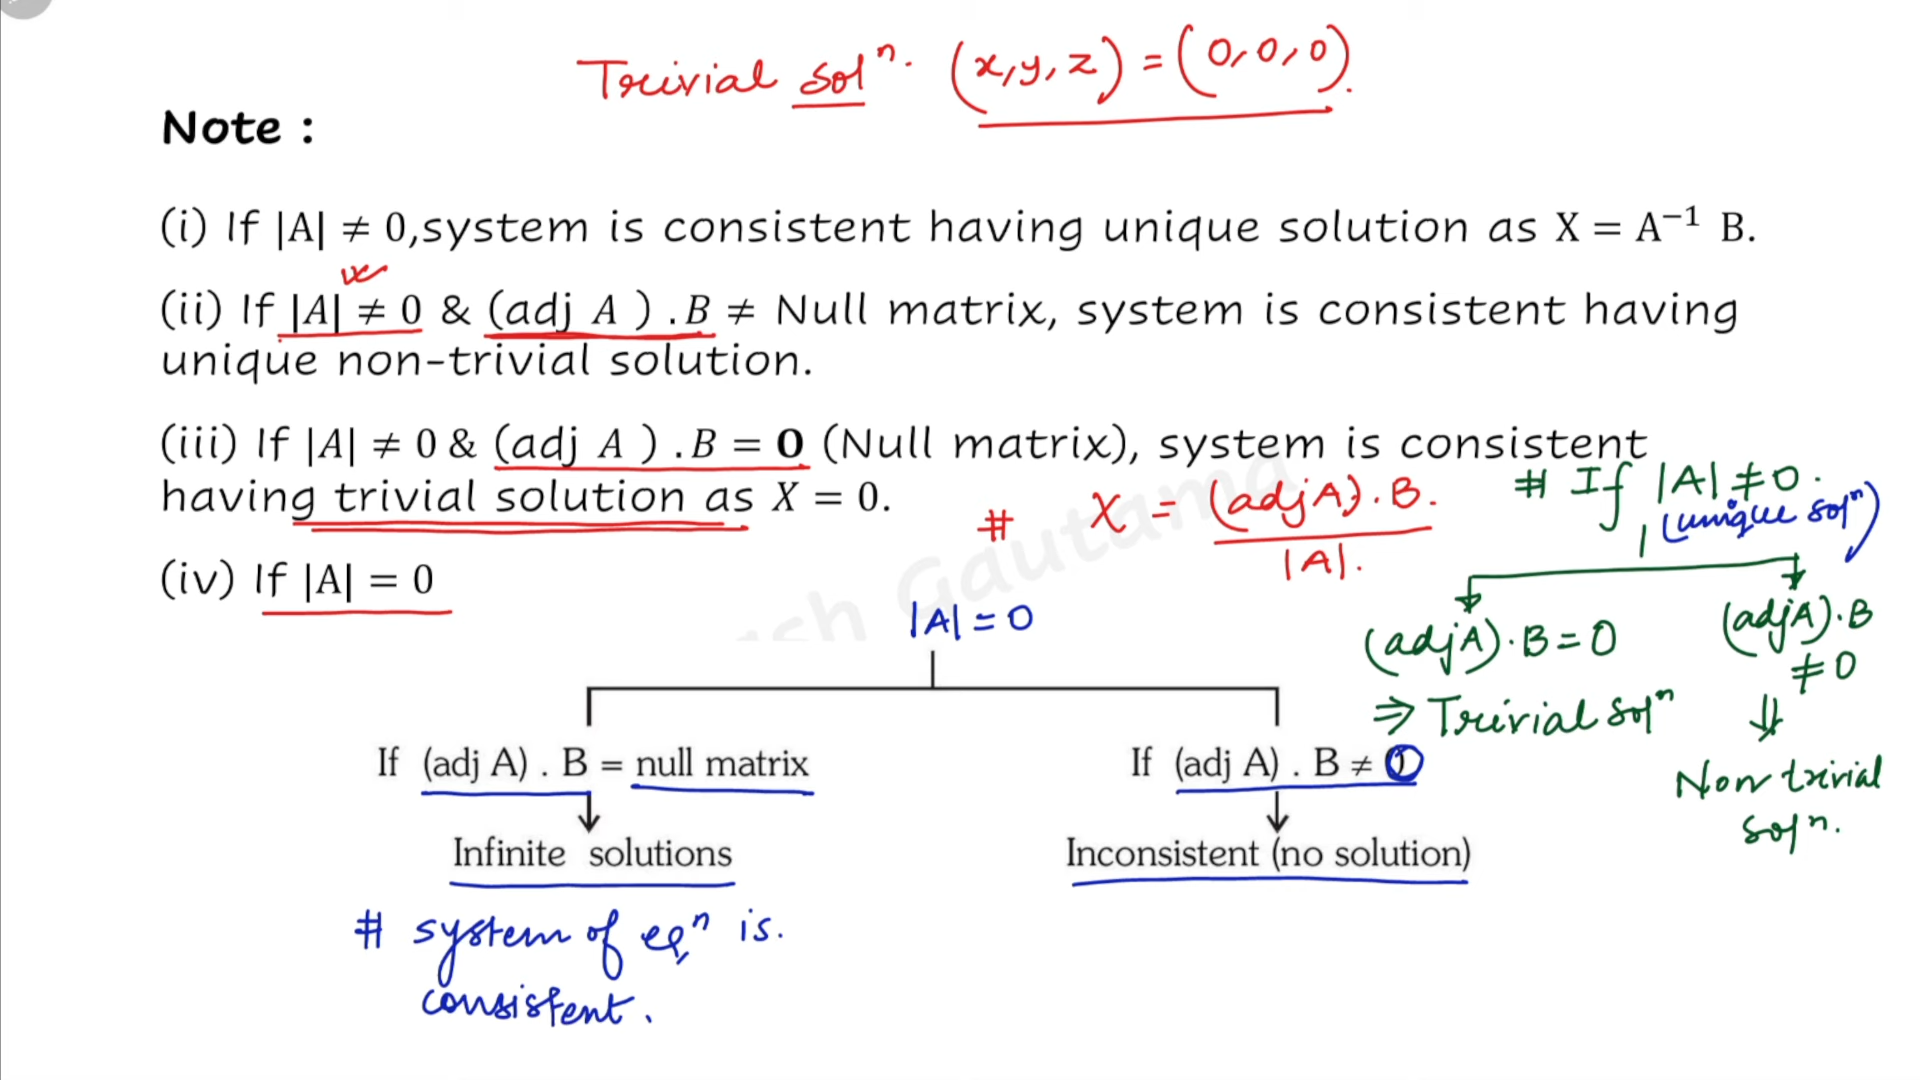 Trivial solⁿ. (x,y,z) = (0,0,0).
Note :
(i) If |A| ≠ 0,system is consistent having unique solution as X = A⁻¹ B.
(ii) If |A| ≠ 0 & (adj A ) . B ≠ Null matrix, system is consistent having
unique non-trivial solution.
(iii) If |A| ≠ 0 & (adj A ) . B = 0 (Null matrix), system is consistent
having trivial solution as X = 0.
# X = (adjA).B.
|A|.
# If |A| ≠ 0.
(unique solⁿ)
(iv) If |A| = 0
|A| = 0
(adjA).B = 0
(adjA).B
≠ 0
⇒ Trivial solⁿ
⇓
Non trivial
solⁿ.
If (adj A) . B = null matrix
If (adj A) . B ≠
Infinite solutions
Inconsistent (no solution)
# system of eqⁿ is.
consistent.
Gautam